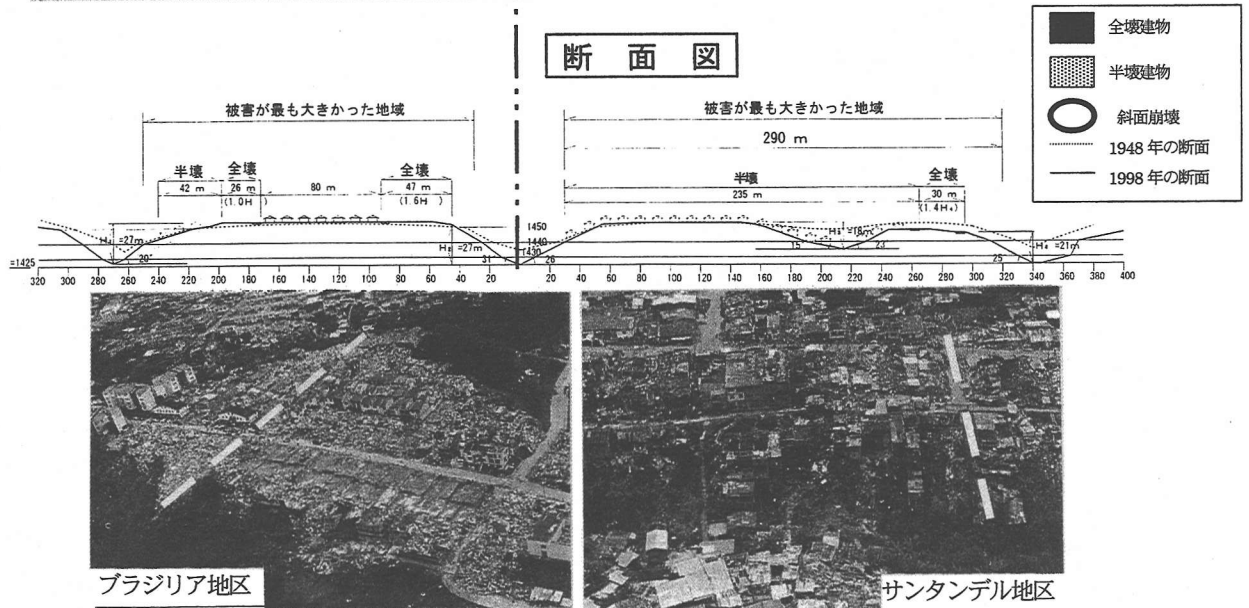 断面図
全壊建物
半壊建物
斜面崩壊
1948 年の断面
1998 年の断面
被害が最も大きかった地域
被害が最も大きかった地域
290 m
半壊
42 m
全壊
26 m
(1.0H )
80 m
全壊
47 m
(1.6H )
半壊
235 m
全壊
30 m
(1.4H₄)
=27m
=27m
1450
1440
1430
=18m
=21m
=1425
20°
31
26
15
23
25°
320 300 280 260 240 220 200 180 160 140 120 100 80 60 40 20 40 60 80 100 120 140 160 180 200 220 240 260 280 300 320 340 360 380 400
ブラジリア地区
サンタンデル地区